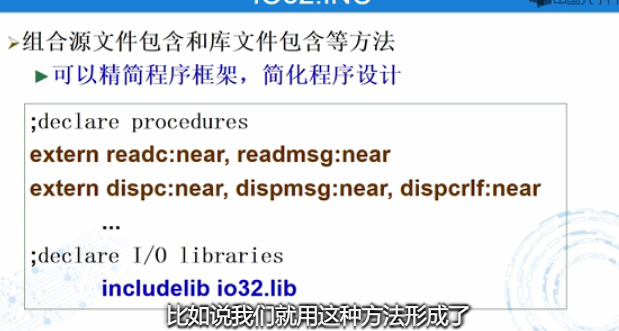 IO32.INC
➢组合源文件包含和库文件包含等方法
▶可以精简程序框架，简化程序设计
;declare procedures
extern readc:near, readmsg:near
extern dispc:near, dispmsg:near, dispcrlf:near
...
;declare I/O libraries
includelib io32.lib
比如说我们就用这种方法形成了